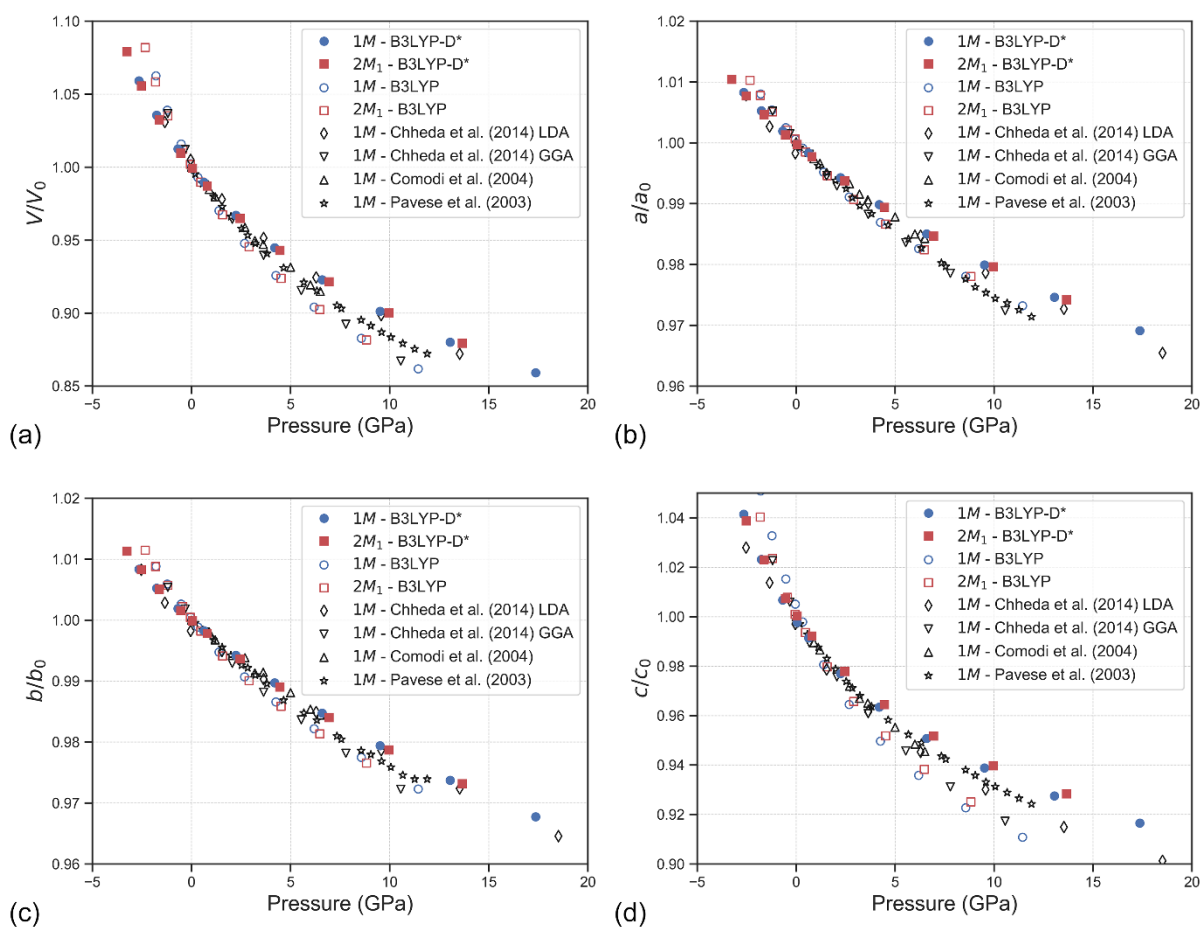 1.10
1.05
1.00
0.95
0.90
0.85
V/V₀
-5 0 5 10 15 20
Pressure (GPa)
1M - B3LYP-D*
2M₁ - B3LYP-D*
1M - B3LYP
2M₁ - B3LYP
1M - Chheda et al. (2014) LDA
1M - Chheda et al. (2014) GGA
1M - Comodi et al. (2004)
1M - Pavese et al. (2003)
(a)
1.02
1.01
1.00
0.99
0.98
0.97
0.96
a/a₀
-5 0 5 10 15 20
Pressure (GPa)
1M - B3LYP-D*
2M₁ - B3LYP-D*
1M - B3LYP
2M₁ - B3LYP
1M - Chheda et al. (2014) LDA
1M - Chheda et al. (2014) GGA
1M - Comodi et al. (2004)
1M - Pavese et al. (2003)
(b)
1.02
1.01
1.00
0.99
0.98
0.97
0.96
b/b₀
-5 0 5 10 15 20
Pressure (GPa)
1M - B3LYP-D*
2M₁ - B3LYP-D*
1M - B3LYP
2M₁ - B3LYP
1M - Chheda et al. (2014) LDA
1M - Chheda et al. (2014) GGA
1M - Comodi et al. (2004)
1M - Pavese et al. (2003)
(c)
1.04
1.02
1.00
0.98
0.96
0.94
0.92
0.90
c/c₀
-5 0 5 10 15 20
Pressure (GPa)
1M - B3LYP-D*
2M₁ - B3LYP-D*
1M - B3LYP
2M₁ - B3LYP
1M - Chheda et al. (2014) LDA
1M - Chheda et al. (2014) GGA
1M - Comodi et al. (2004)
1M - Pavese et al. (2003)
(d)